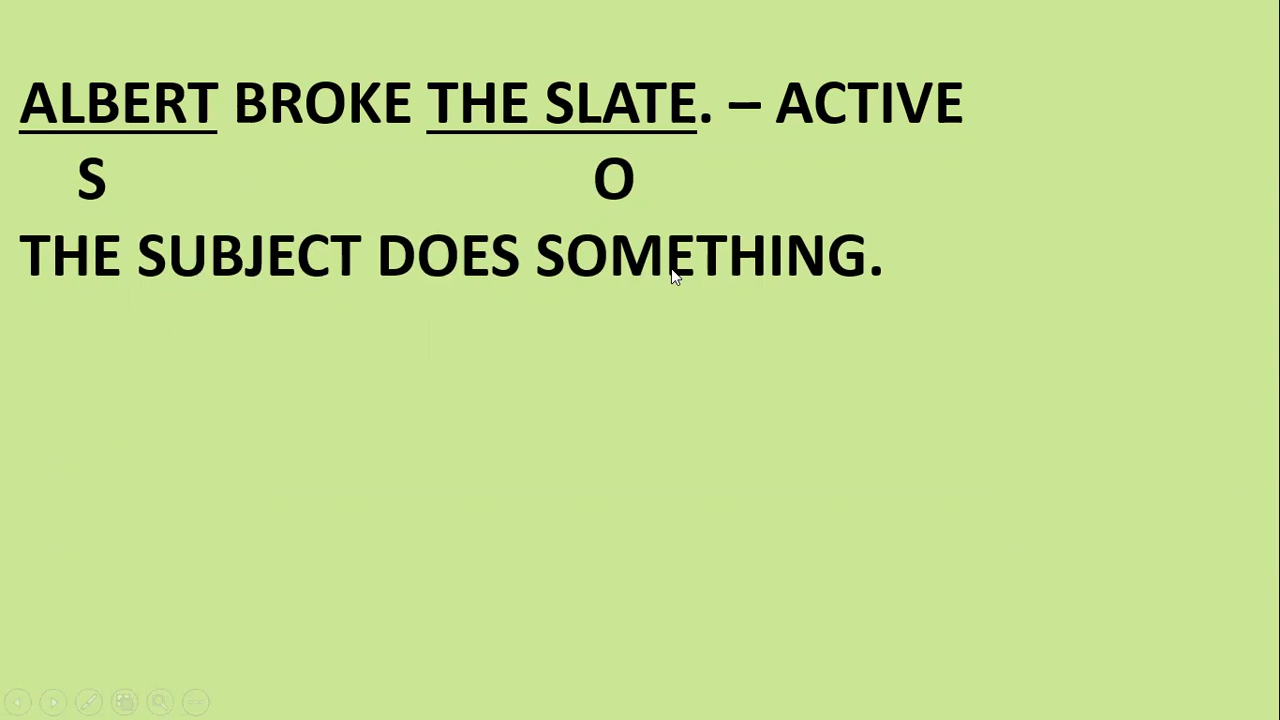 ALBERT BROKE THE SLATE. – ACTIVE
S O
THE SUBJECT DOES SOMETHING.